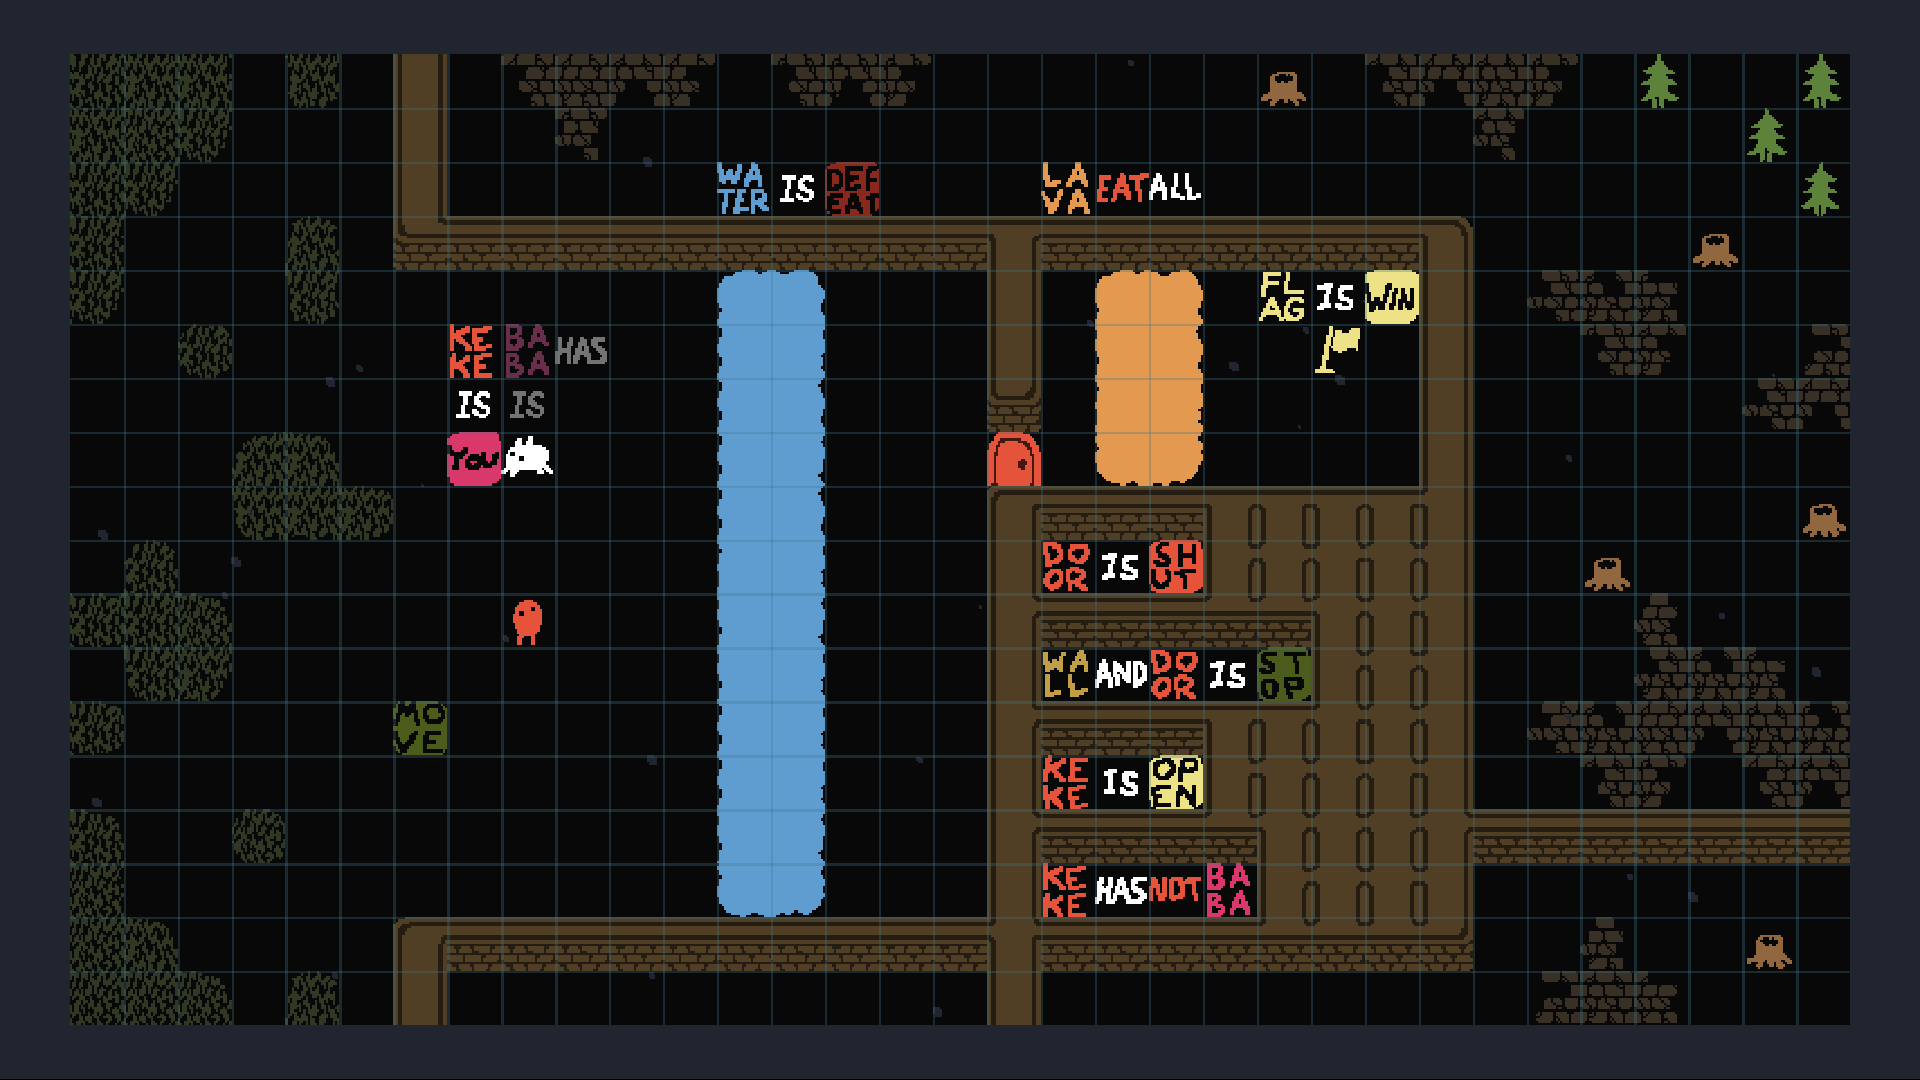 WATER IS DEFEAT
LAVA EAT ALL
FLAG IS WIN
KEKE BABA HAS
IS IS
YOU
DOOR IS SHUT
WALL AND DOOR IS STOP
MOVE
KEKE IS OPEN
KEKE HAS NOT BABA